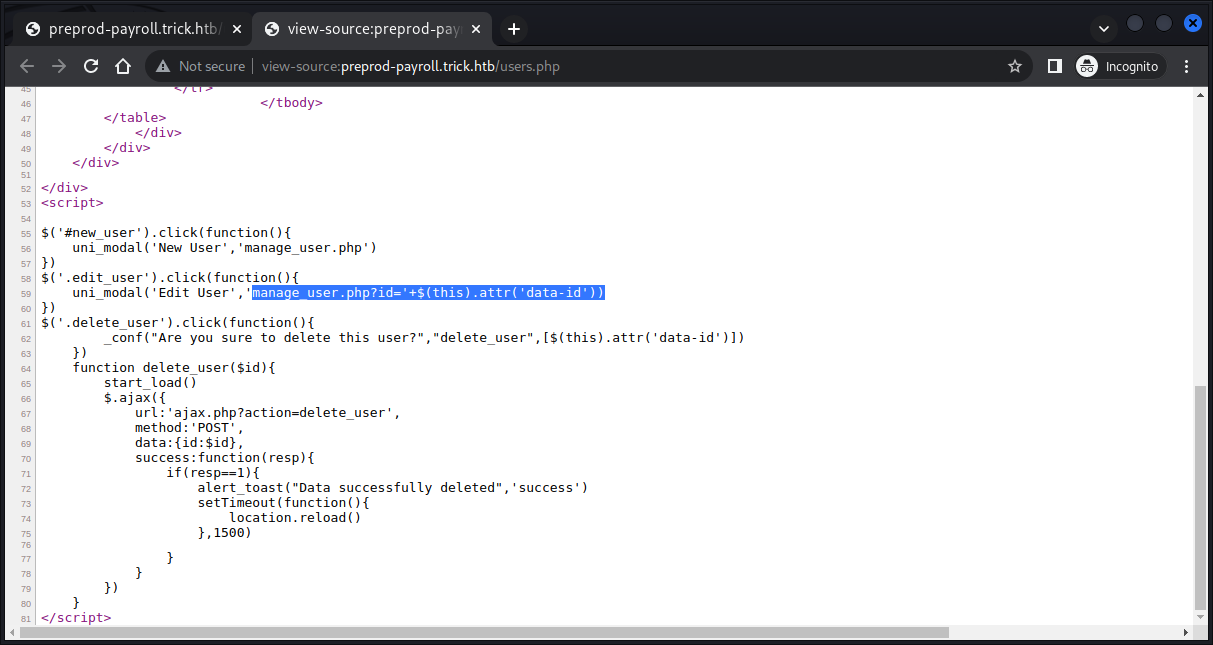 preprod-payroll.trick.htb/
view-source:preprod-pay
Not secure
view-source:preprod-payroll.trick.htb/users.php
Incognito
45 </tr>
46 </tbody>
47 </table>
48 </div>
49 </div>
50 </div>
51
52 </div>
53 <script>
54
55 $('#new_user').click(function(){
56 uni_modal('New User','manage_user.php')
57 })
58 $('.edit_user').click(function(){
59 uni_modal('Edit User','manage_user.php?id='+$(this).attr('data-id'))
60 })
61 $('.delete_user').click(function(){
62 _conf("Are you sure to delete this user?","delete_user",[$(this).attr('data-id')])
63 })
64 function delete_user($id){
65 start_load()
66 $.ajax({
67 url:'ajax.php?action=delete_user',
68 method:'POST',
69 data:{id:$id},
70 success:function(resp){
71 if(resp==1){
72 alert_toast("Data successfully deleted",'success')
73 setTimeout(function(){
74 location.reload()
75 },1500)
76
77 }
78 }
79 })
80 }
81 </script>